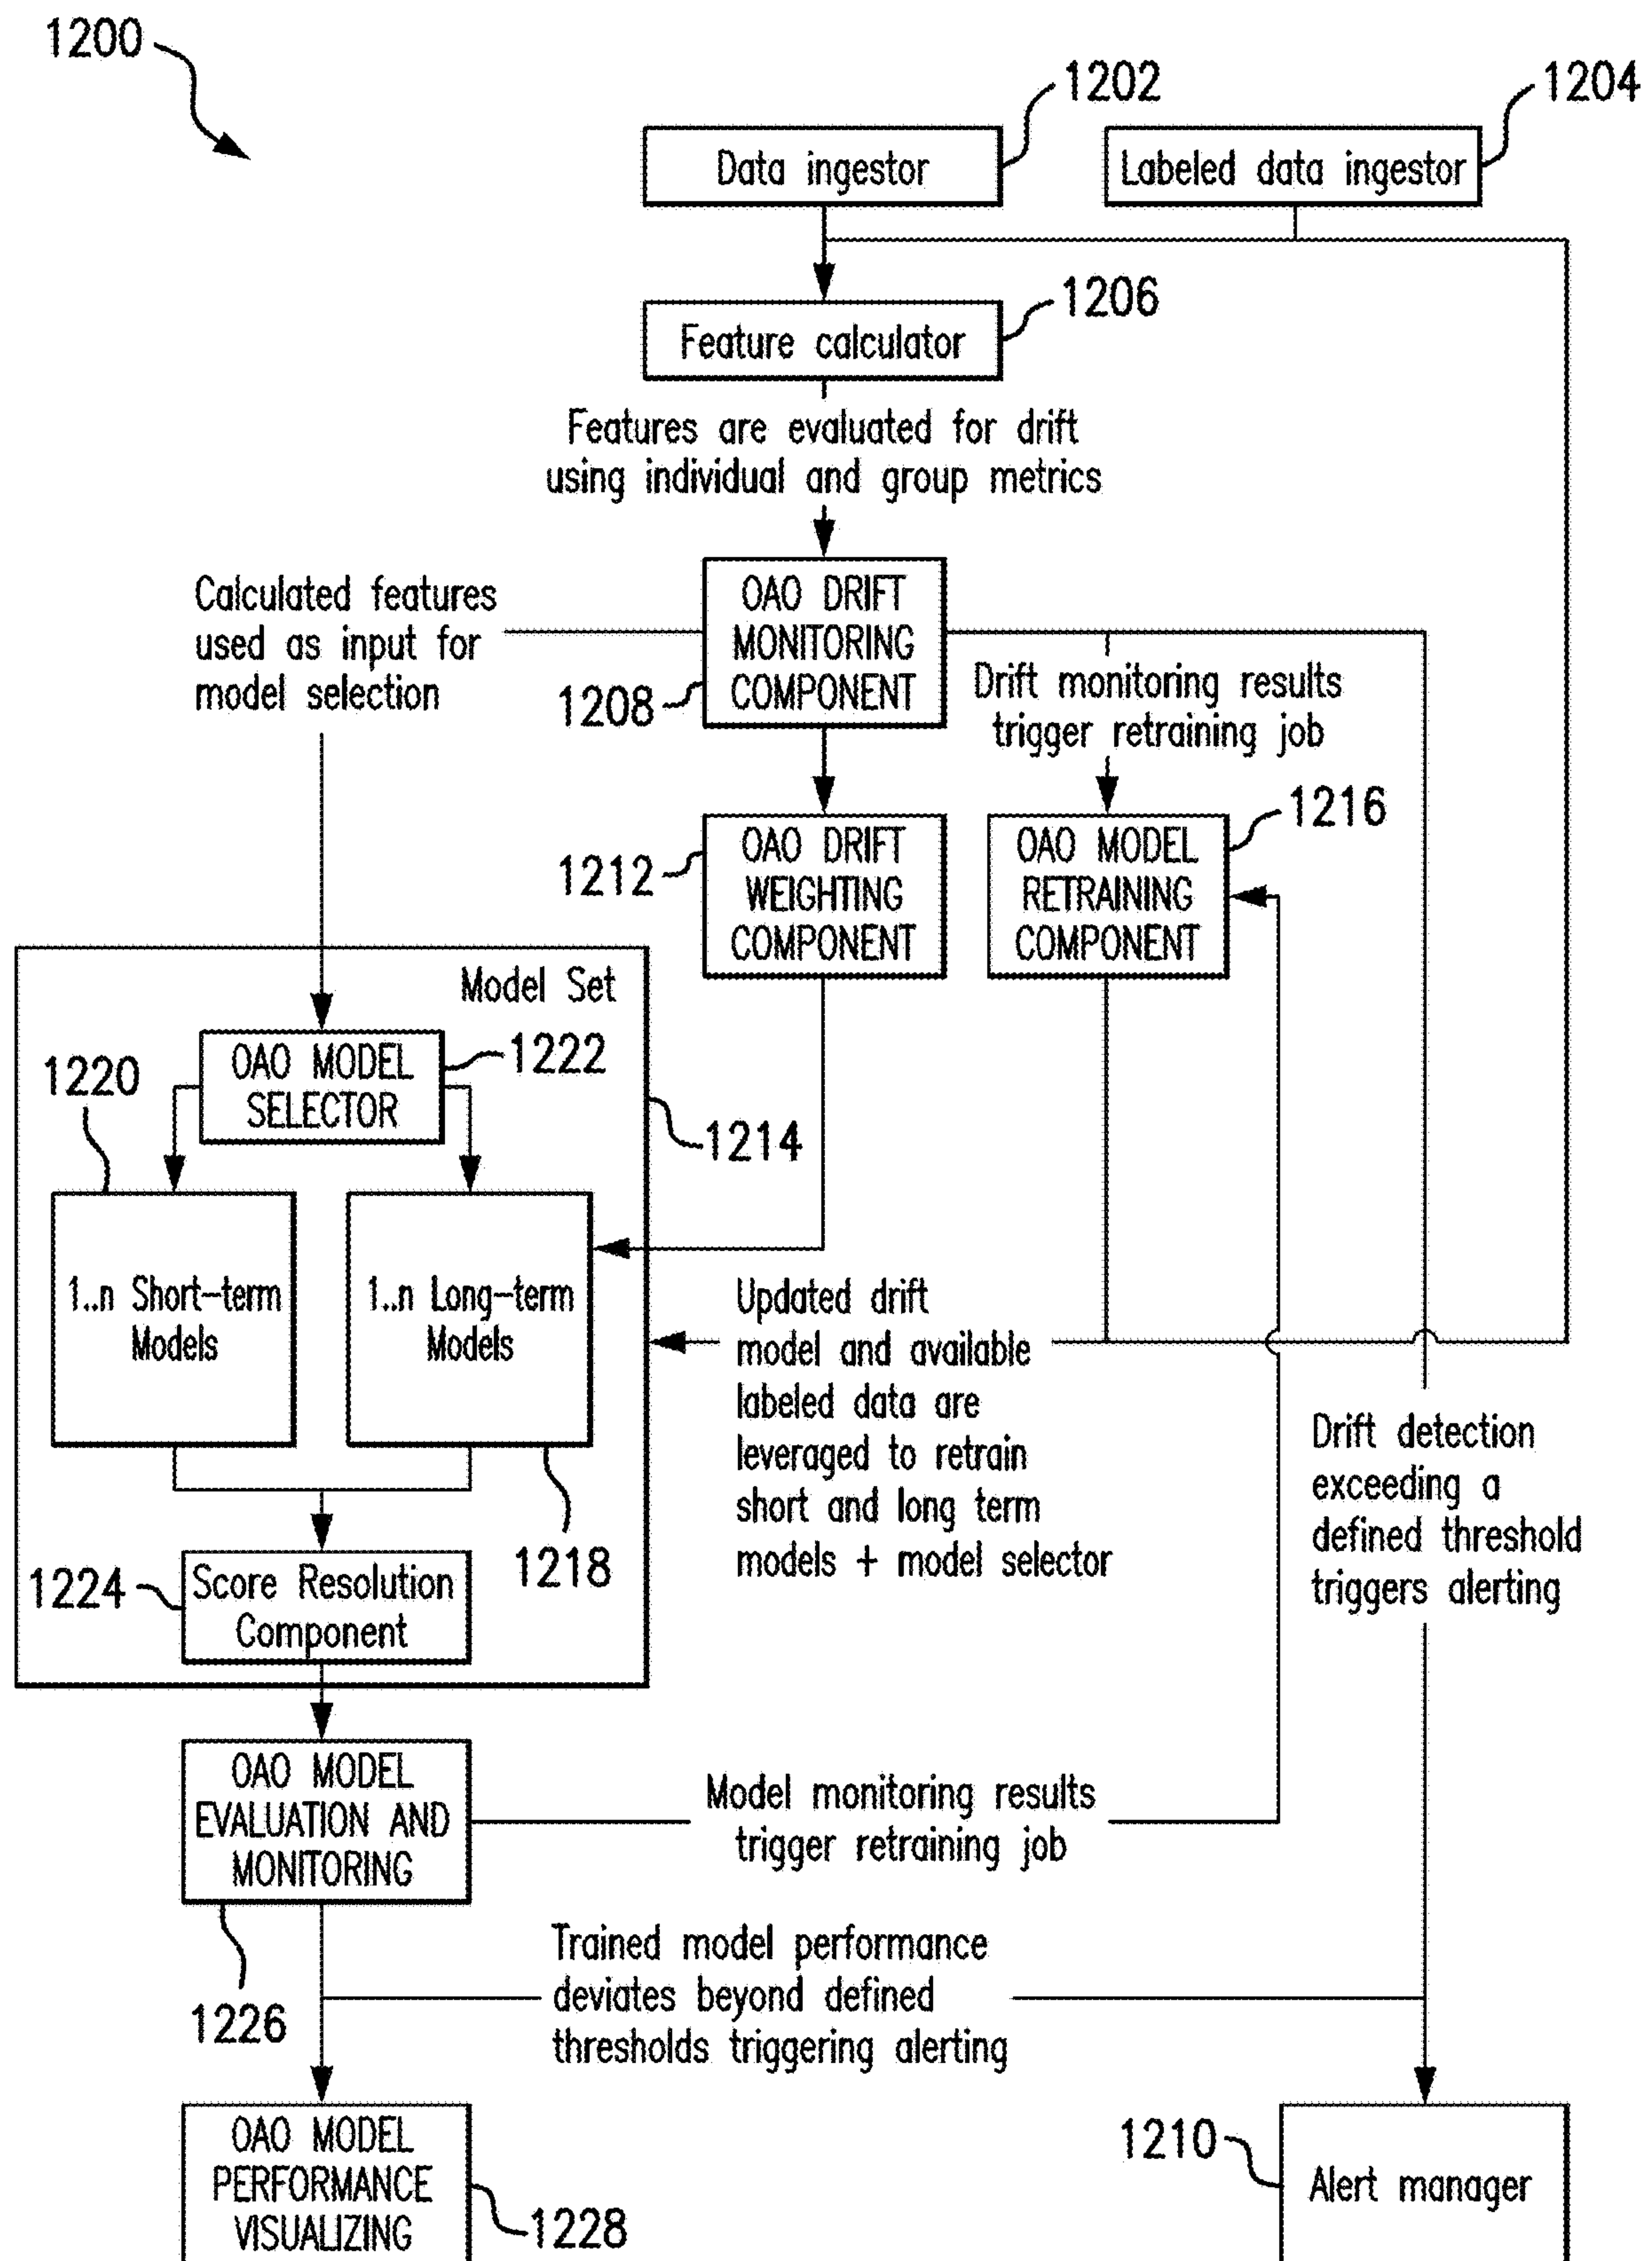 1200
1202
1204
Data ingestor
Labeled data ingestor
1206
Feature calculator
Features are evaluated for drift
using individual and group metrics
Calculated features
used as input for
model selection
OAO DRIFT
MONITORING
COMPONENT
1208
Drift monitoring results
trigger retraining job
1212
OAO DRIFT
WEIGHTING
COMPONENT
1216
OAO MODEL
RETRAINING
COMPONENT
Model Set
1220
OAO MODEL
SELECTOR
1222
1214
1..n Short-term
Models
1..n Long-term
Models
Updated drift
model and available
labeled data are
leveraged to retrain
short and long term
models + model selector
Drift detection
exceeding a
defined threshold
triggers alerting
1218
1224
Score Resolution
Component
OAO MODEL
EVALUATION AND
MONITORING
Model monitoring results
trigger retraining job
1226
Trained model performance
deviates beyond defined
thresholds triggering alerting
OAO MODEL
PERFORMANCE
VISUALIZING
1228
1210
Alert manager